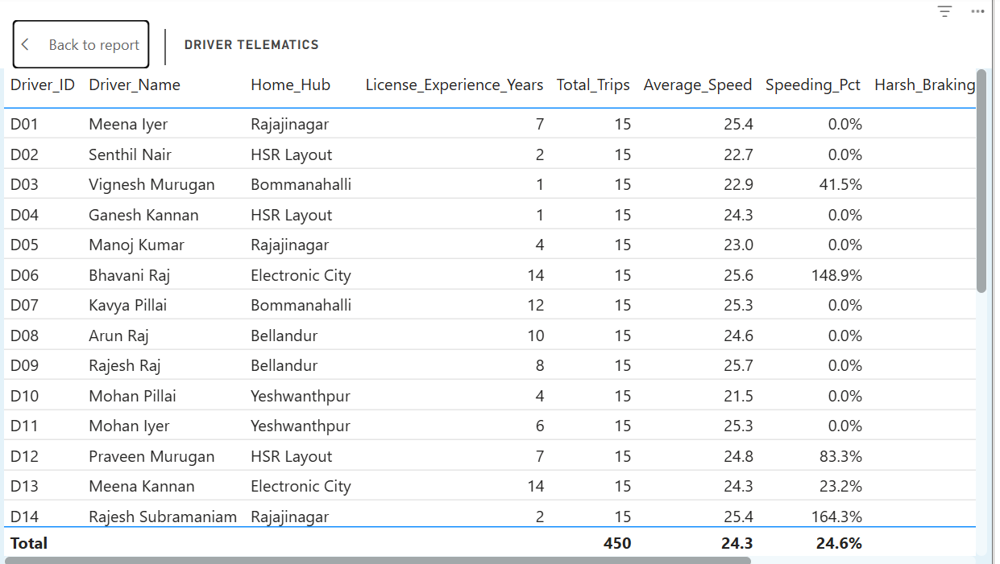 Back to report DRIVER TELEMATICS
Driver_ID Driver_Name Home_Hub License_Experience_Years Total_Trips Average_Speed Speeding_Pct Harsh_Braking
D01 Meena Iyer Rajajinagar 7 15 25.4 0.0%
D02 Senthil Nair HSR Layout 2 15 22.7 0.0%
D03 Vignesh Murugan Bommanahalli 1 15 22.9 41.5%
D04 Ganesh Kannan HSR Layout 1 15 24.3 0.0%
D05 Manoj Kumar Rajajinagar 4 15 23.0 0.0%
D06 Bhavani Raj Electronic City 14 15 25.6 148.9%
D07 Kavya Pillai Bommanahalli 12 15 25.3 0.0%
D08 Arun Raj Bellandur 10 15 24.6 0.0%
D09 Rajesh Raj Bellandur 8 15 25.7 0.0%
D10 Mohan Pillai Yeshwanthpur 4 15 21.5 0.0%
D11 Mohan Iyer Yeshwanthpur 6 15 25.3 0.0%
D12 Praveen Murugan HSR Layout 7 15 24.8 83.3%
D13 Meena Kannan Electronic City 14 15 24.3 23.2%
D14 Rajesh Subramaniam Rajajinagar 2 15 25.4 164.3%
Total 450 24.3 24.6%